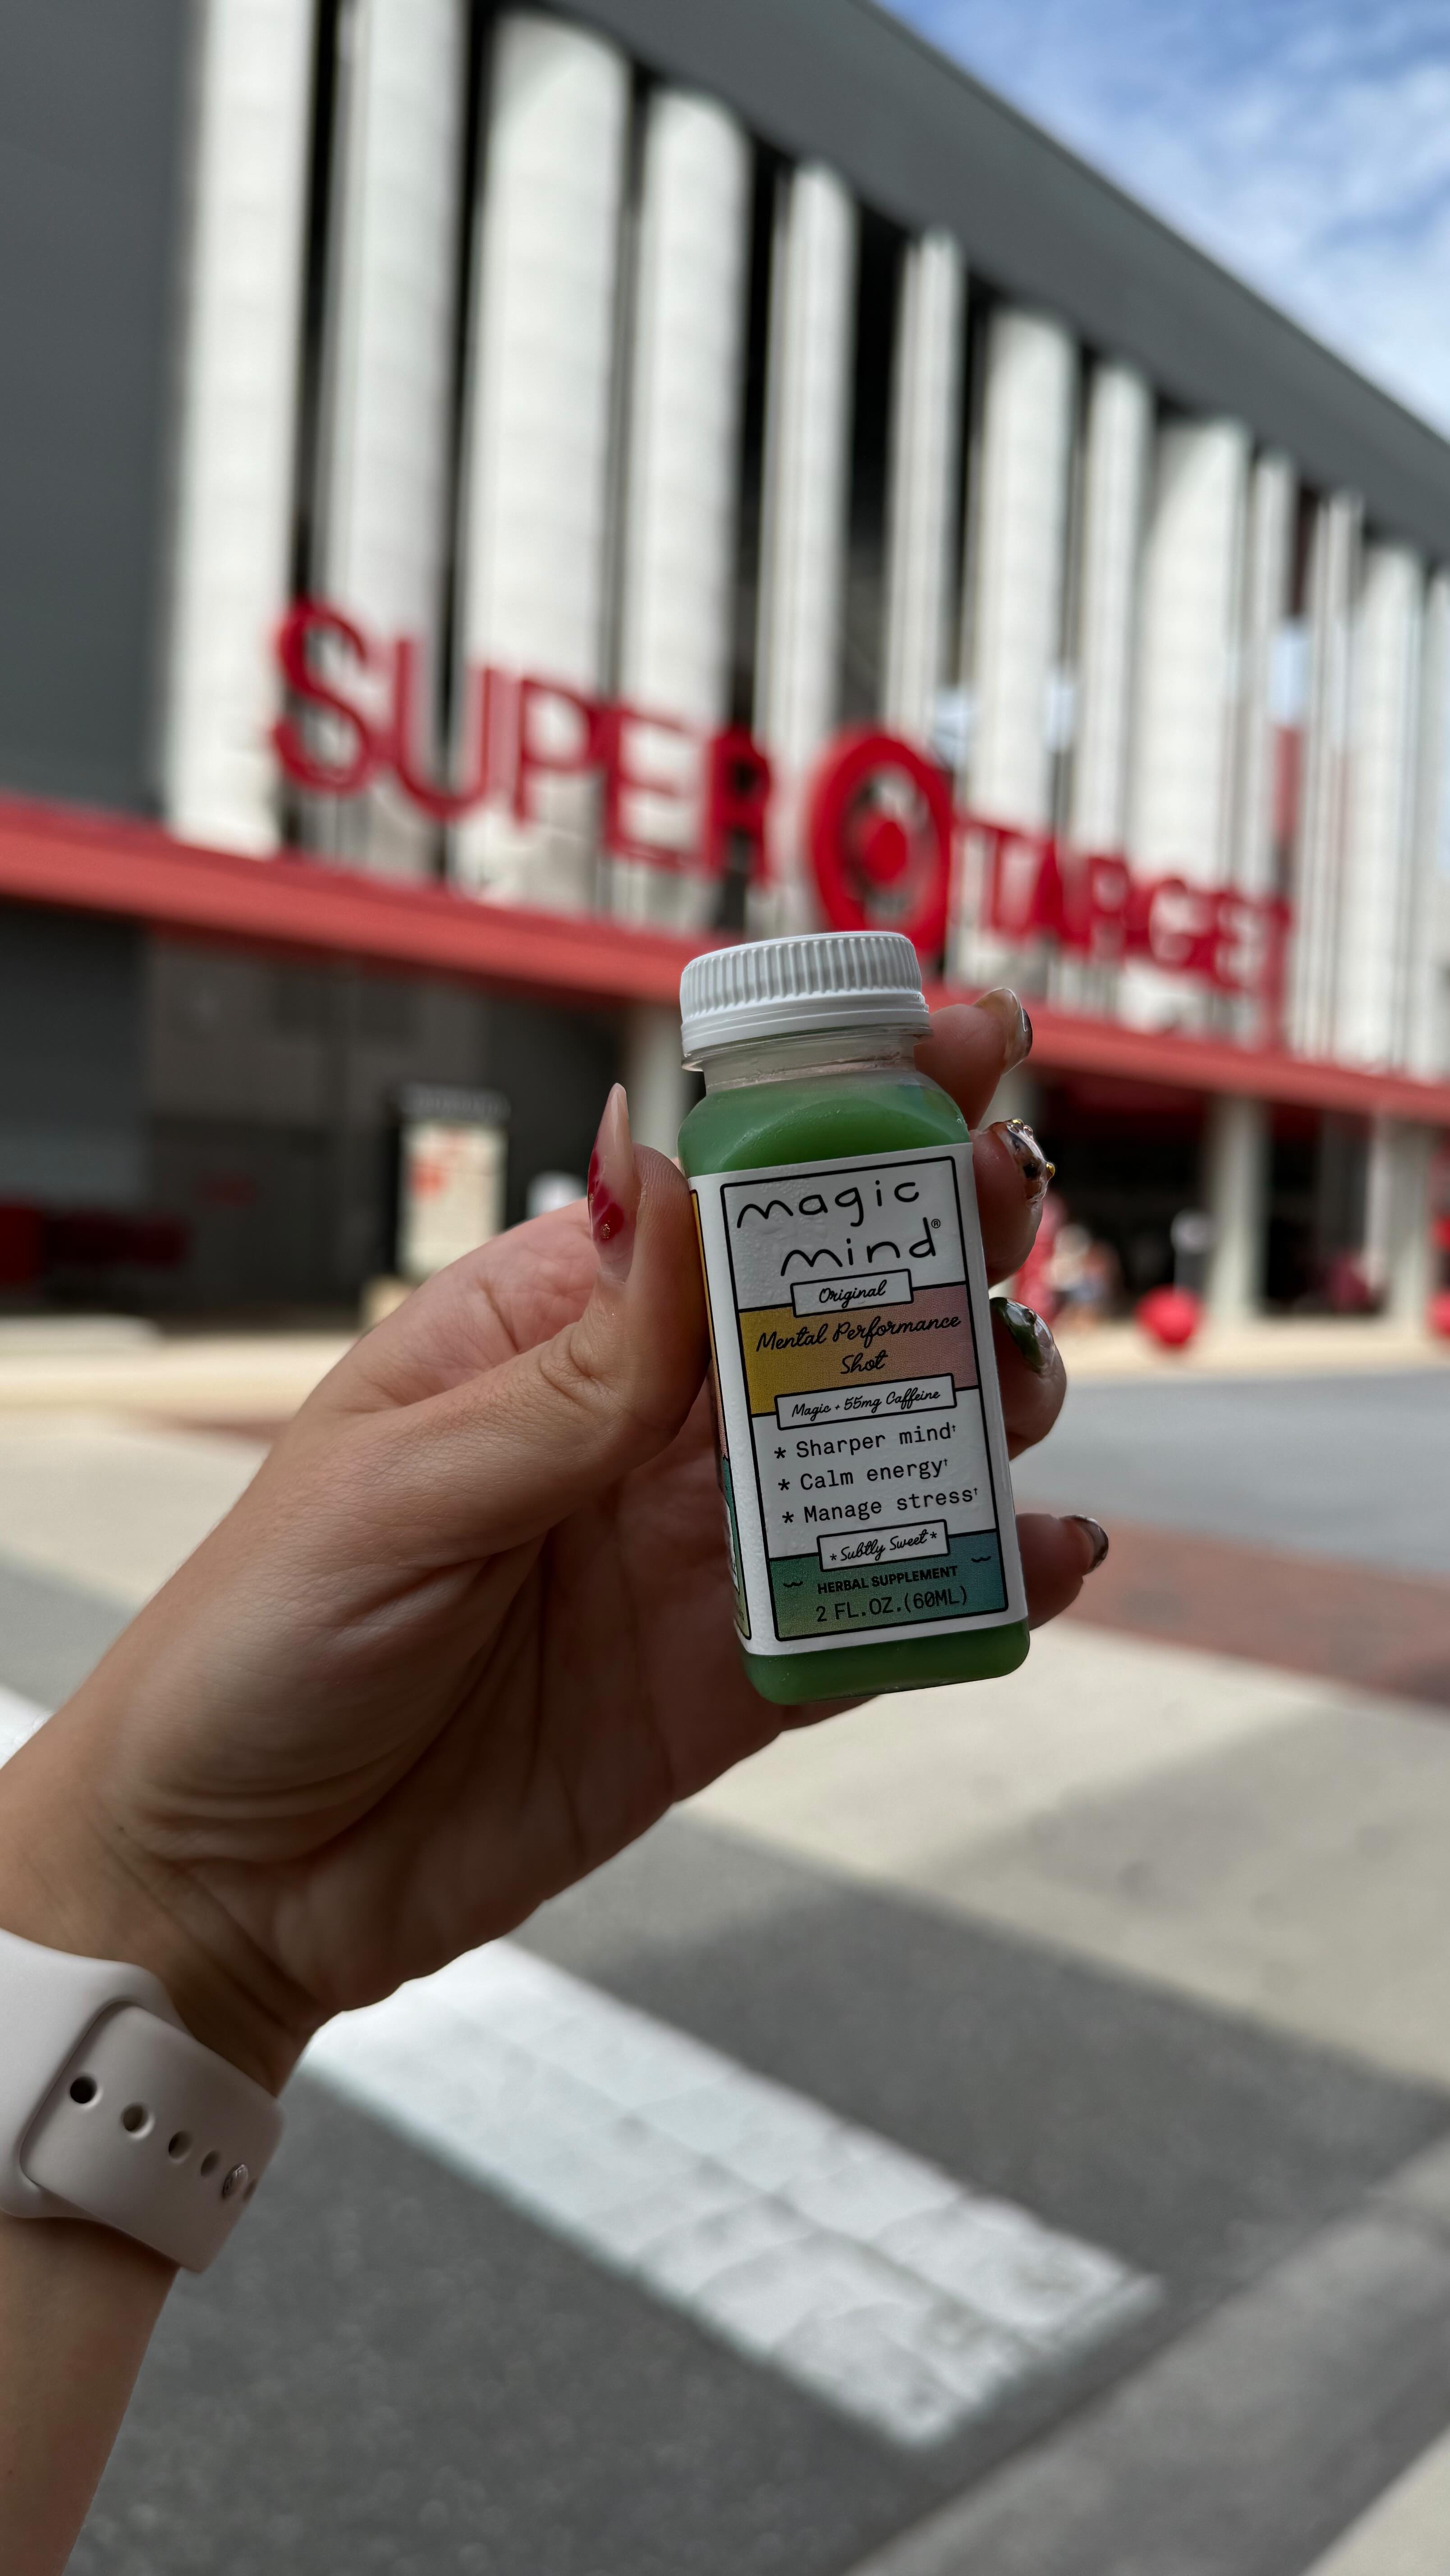 SUPER TARGET
magic
mind®
Original
Mental Performance
Shot
Magic + 55mg Caffeine
* Sharper mind†
* Calm energy†
* Manage stress†
* Subtly Sweet *
HERBAL SUPPLEMENT
2 FL.OZ.(60ML)